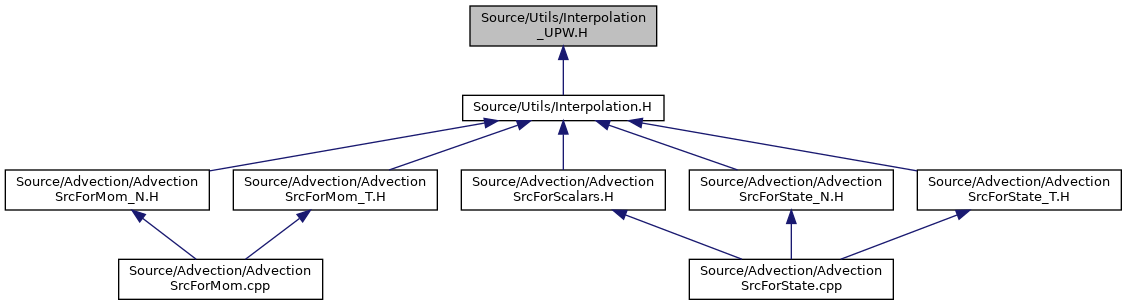 Source/Utils/Interpolation
_UPW.H
Source/Utils/Interpolation.H
Source/Advection/Advection
SrcForMom_N.H
Source/Advection/Advection
SrcForMom_T.H
Source/Advection/Advection
SrcForScalars.H
Source/Advection/Advection
SrcForState_N.H
Source/Advection/Advection
SrcForState_T.H
Source/Advection/Advection
SrcForMom.cpp
Source/Advection/Advection
SrcForState.cpp